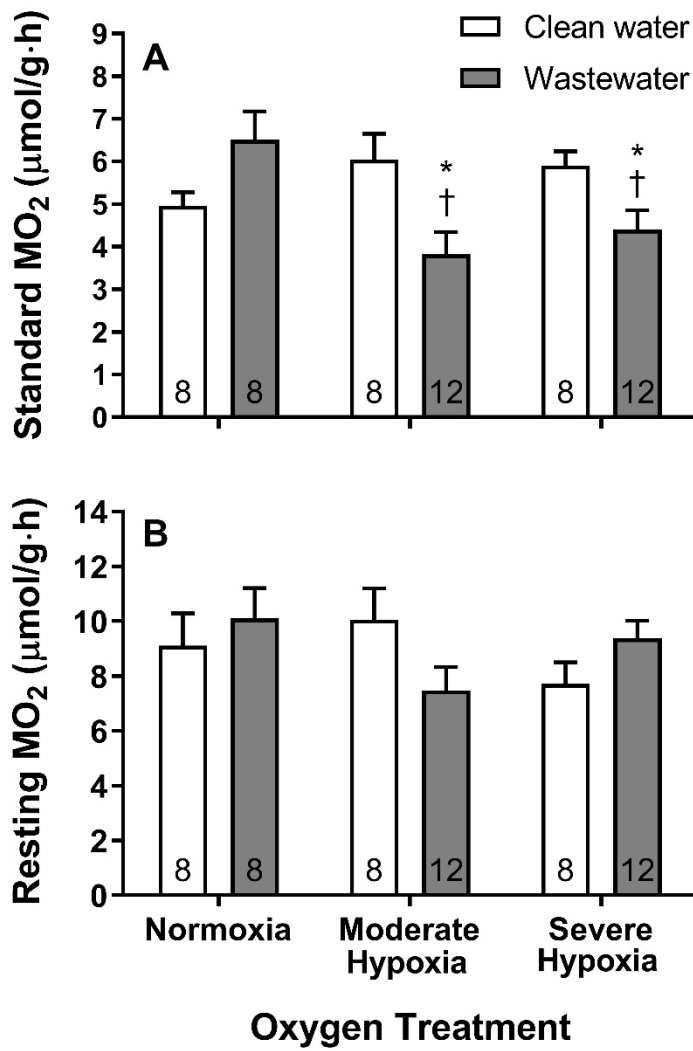 Clean water
Wastewater
A
Standard MO₂ (μmol/g·h)
9
8
7
6
5
4
3
2
1
0
*
†
*
†
8
8
8
12
8
12
B
Resting MO₂ (μmol/g·h)
14
12
10
8
6
4
2
0
8
8
8
12
8
12
Normoxia
Moderate
Hypoxia
Severe
Hypoxia
Oxygen Treatment